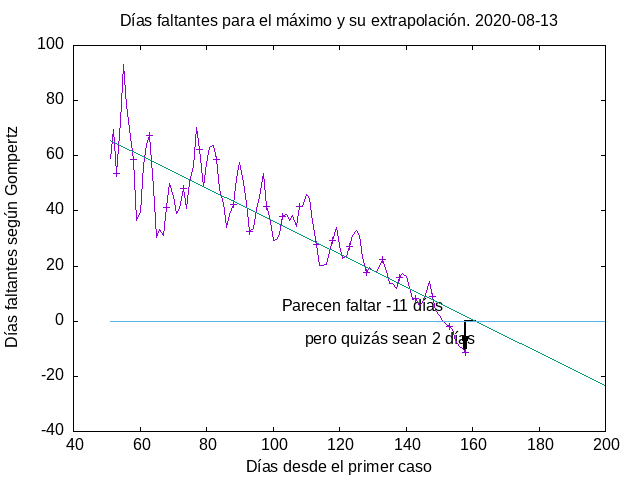 Días faltantes para el máximo y su extrapolación. 2020-08-13
Días faltantes según Gompertz
100
80
60
40
20
0
-20
-40
Parecen faltar -11 días
pero quizás sean 2 días
40 60 80 100 120 140 160 180 200
Días desde el primer caso